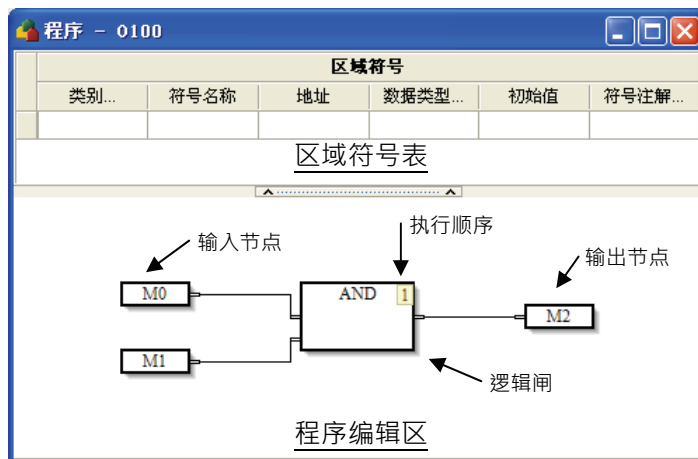 程序 - 0100
区域符号
类别... 符号名称 地址 数据类型... 初始值 符号注解...
区域符号表
执行顺序
输入节点
输出节点
M0
AND 1
M2
M1
逻辑闸
程序编辑区